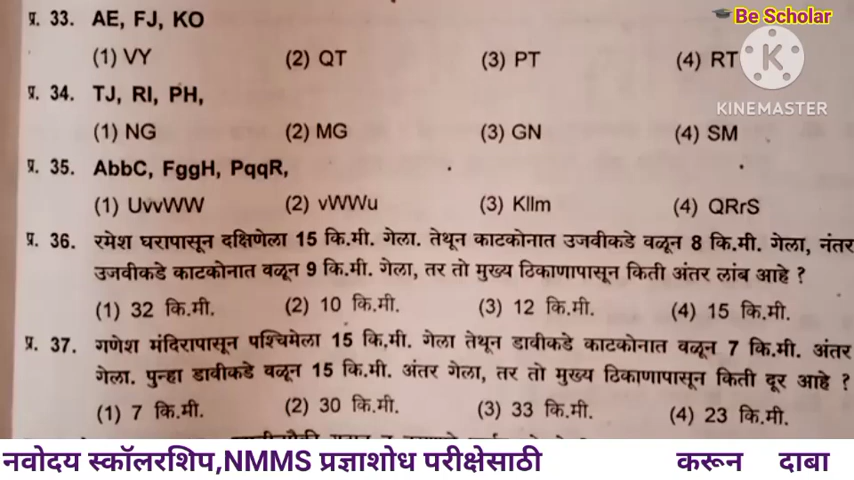 Be Scholar
प्र. 33. AE, FJ, KO
(1) VY (2) QT (3) PT (4) RT
KINEMASTER
प्र. 34. TJ, RI, PH,
(1) NG (2) MG (3) GN (4) SM
प्र. 35. AbbC, FggH, PqqR,
(1) UvvWW (2) vWWu (3) Kllm (4) QRrS
प्र. 36. रमेश घरापासून दक्षिणेला 15 कि.मी. गेला. तेथून काटकोनात उजवीकडे वळून 8 कि.मी. गेला, नंतर
उजवीकडे काटकोनात वळून 9 कि.मी. गेला, तर तो मुख्य ठिकाणापासून किती अंतर लांब आहे ?
(1) 32 कि.मी. (2) 10 कि.मी. (3) 12 कि.मी. (4) 15 कि.मी.
प्र. 37. गणेश मंदिरापासून पश्चिमेला 15 कि.मी. गेला तेथून डावीकडे काटकोनात वळून 7 कि.मी. अंतर
गेला. पुन्हा डावीकडे वळून 15 कि.मी. अंतर गेला, तर तो मुख्य ठिकाणापासून किती दूर आहे ?
(1) 7 कि.मी. (2) 30 कि.मी. (3) 33 कि.मी. (4) 23 कि.मी.
नवोदय स्कॉलरशिप,NMMS प्रज्ञाशोध परीक्षेसाठी करून दाबा